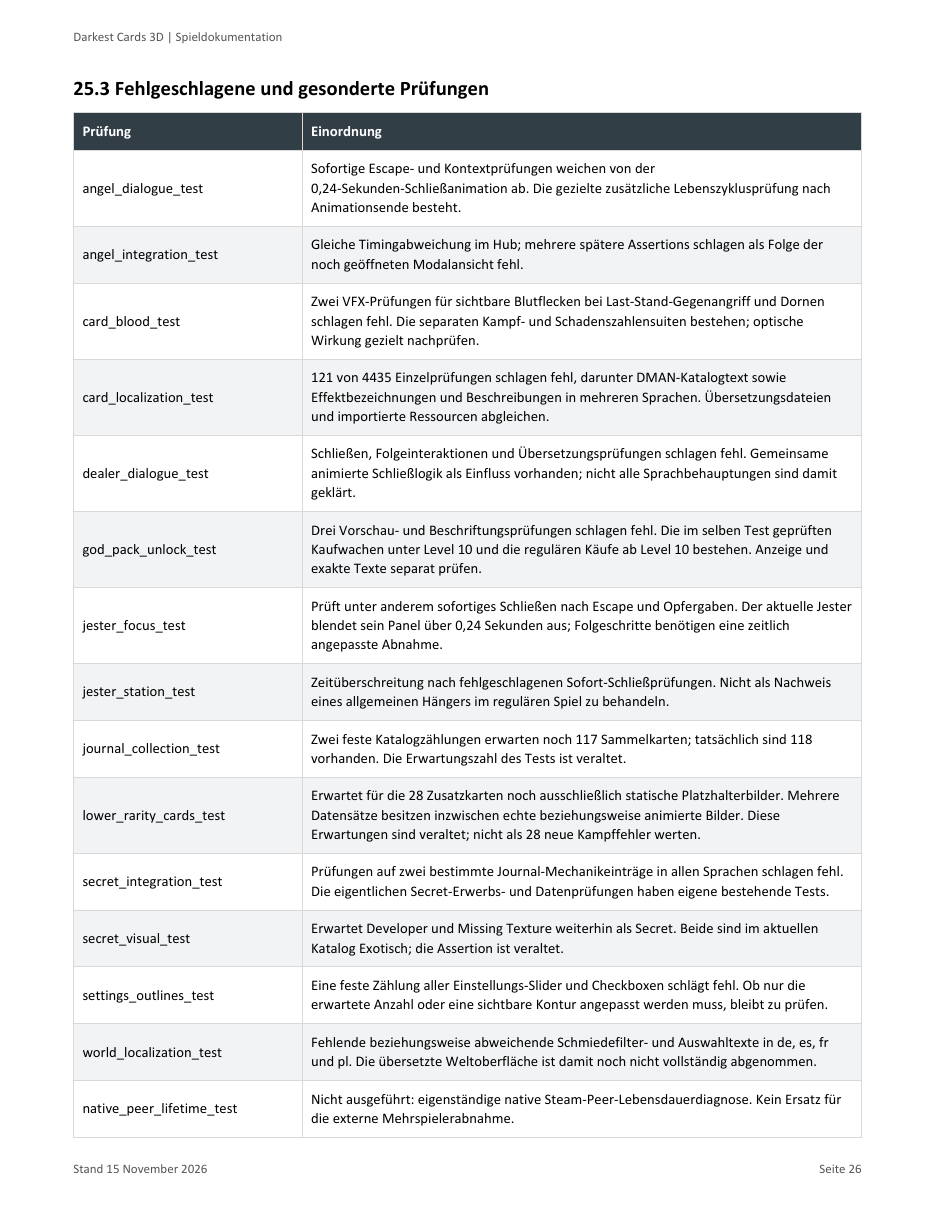 Darkest Cards 3D | Spieldokumentation
25.3 Fehlgeschlagene und gesonderte Prüfungen
Prüfung
Einordnung
angel_dialogue_test
Sofortige Escape- und Kontextprüfungen weichen von der
0,24-Sekunden-Schließanimation ab. Die gezielte zusätzliche Lebenszyklusprüfung nach
Animationsende besteht.
angel_integration_test
Gleiche Timingabweichung im Hub; mehrere spätere Assertions schlagen als Folge der
noch geöffneten Modalansicht fehl.
card_blood_test
Zwei VFX-Prüfungen für sichtbare Blutflecken bei Last-Stand-Gegenangriff und Dornen
schlagen fehl. Die separaten Kampf- und Schadenszahlensuiten bestehen; optische
Wirkung gezielt nachprüfen.
card_localization_test
121 von 4435 Einzelprüfungen schlagen fehl, darunter DMAN-Katalogtext sowie
Effektbezeichnungen und Beschreibungen in mehreren Sprachen. Übersetzungsdateien
und importierte Ressourcen abgleichen.
dealer_dialogue_test
Schließen, Folgeinteraktionen und Übersetzungsprüfungen schlagen fehl. Gemeinsame
animierte Schließlogik als Einfluss vorhanden; nicht alle Sprachbehauptungen sind damit
geklärt.
god_pack_unlock_test
Drei Vorschau- und Beschriftungsprüfungen schlagen fehl. Die im selben Test geprüften
Kaufwachen unter Level 10 und die regulären Käufe ab Level 10 bestehen. Anzeige und
exakte Texte separat prüfen.
jester_focus_test
Prüft unter anderem sofortiges Schließen nach Escape und Opfergaben. Der aktuelle Jester
blendet sein Panel über 0,24 Sekunden aus; Folgeschritte benötigen eine zeitlich
angepasste Abnahme.
jester_station_test
Zeitüberschreitung nach fehlgeschlagenen Sofort-Schließprüfungen. Nicht als Nachweis
eines allgemeinen Hängers im regulären Spiel zu behandeln.
journal_collection_test
Zwei feste Katalogzählungen erwarten noch 117 Sammelkarten; tatsächlich sind 118
vorhanden. Die Erwartungszahl des Tests ist veraltet.
lower_rarity_cards_test
Erwartet für die 28 Zusatzkarten noch ausschließlich statische Platzhalterbilder. Mehrere
Datensätze besitzen inzwischen echte beziehungsweise animierte Bilder. Diese
Erwartungen sind veraltet; nicht als 28 neue Kampffehler werten.
secret_integration_test
Prüfungen auf zwei bestimmte Journal-Mechanikeinträge in allen Sprachen schlagen fehl.
Die eigentlichen Secret-Erwerbs- und Datenprüfungen haben eigene bestehende Tests.
secret_visual_test
Erwartet Developer und Missing Texture weiterhin als Secret. Beide sind im aktuellen
Katalog Exotisch; die Assertion ist veraltet.
settings_outlines_test
Eine feste Zählung aller Einstellungs-Slider und Checkboxen schlägt fehl. Ob nur die
erwartete Anzahl oder eine sichtbare Kontur angepasst werden muss, bleibt zu prüfen.
world_localization_test
Fehlende beziehungsweise abweichende Schmiedefilter- und Auswahltexte in de, es, fr
und pl. Die übersetzte Weltoberfläche ist damit noch nicht vollständig abgenommen.
native_peer_lifetime_test
Nicht ausgeführt: eigenständige native Steam-Peer-Lebensdauerdiagnose. Kein Ersatz für
die externe Mehrspielerabnahme.
Stand 15 November 2026
Seite 26